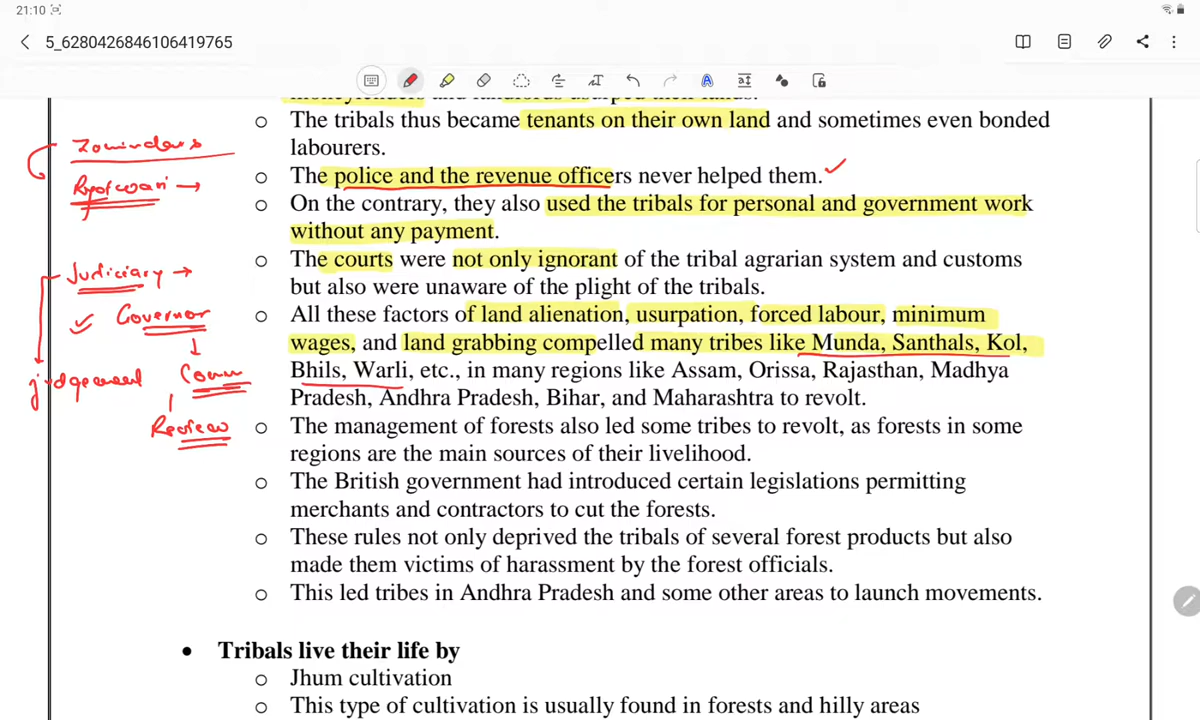 21:10
5_6280426846106419765
moneylenders and landlords usurped their lands.
o The tribals thus became tenants on their own land and sometimes even bonded
labourers.
Zamindars
o The police and the revenue officers never helped them.
Ryotwari →
o On the contrary, they also used the tribals for personal and government work
without any payment.
o The courts were not only ignorant of the tribal agrarian system and customs
Judiciary →
but also were unaware of the plight of the tribals.
o All these factors of land alienation, usurpation, forced labour, minimum
Governor
wages, and land grabbing compelled many tribes like Munda, Santhals, Kol,
Bhils, Warli, etc., in many regions like Assam, Orissa, Rajasthan, Madhya
judgement
Pradesh, Andhra Pradesh, Bihar, and Maharashtra to revolt.
Review
o The management of forests also led some tribes to revolt, as forests in some
regions are the main sources of their livelihood.
o The British government had introduced certain legislations permitting
merchants and contractors to cut the forests.
o These rules not only deprived the tribals of several forest products but also
made them victims of harassment by the forest officials.
o This led tribes in Andhra Pradesh and some other areas to launch movements.
• Tribals live their life by
o Jhum cultivation
o This type of cultivation is usually found in forests and hilly areas